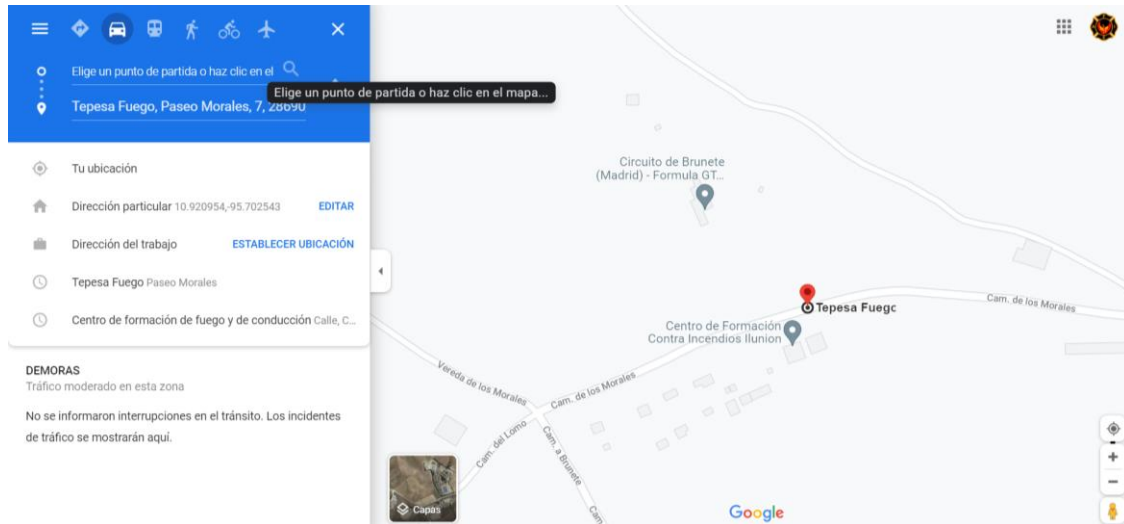 Elige un punto de partida o haz clic en el
Elige un punto de partida o haz clic en el mapa...
Tepesa Fuego, Paseo Morales, 7, 28690
Tu ubicación
Dirección particular 10.920954,-95.702543 EDITAR
Dirección del trabajo ESTABLECER UBICACIÓN
Tepesa Fuego Paseo Morales
Centro de formación de fuego y de conducción Calle, C...
DEMORAS
Tráfico moderado en esta zona
No se informaron interrupciones en el tránsito. Los incidentes
de tráfico se mostrarán aquí.
Circuito de Brunete
(Madrid) - Formula GT...
Tepesa Fuego
Cam. de los Morales
Centro de Formación
Contra Incendios Ilunion
Vereda de los Morales
Cam. de los Morales
Cam. del Lomo
Cam. a Brunete
Cam.
Capas
Google